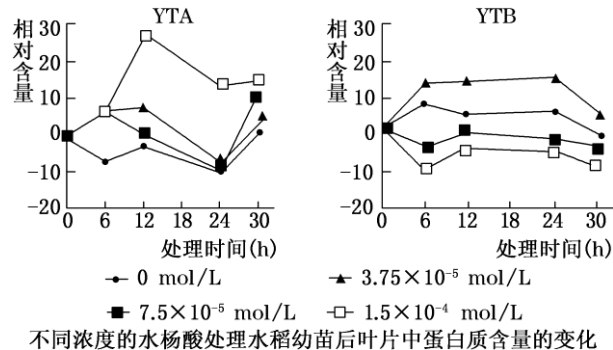 YTA
相对含量
30
20
10
0
-10
-20
0 6 12 18 24 30
处理时间(h)
YTB
相对含量
30
20
10
0
-10
-20
0 6 12 18 24 30
处理时间(h)
0 mol/L
3.75×10⁻⁵ mol/L
7.5×10⁻⁵ mol/L
1.5×10⁻⁴ mol/L
不同浓度的水杨酸处理水稻幼苗后叶片中蛋白质含量的变化